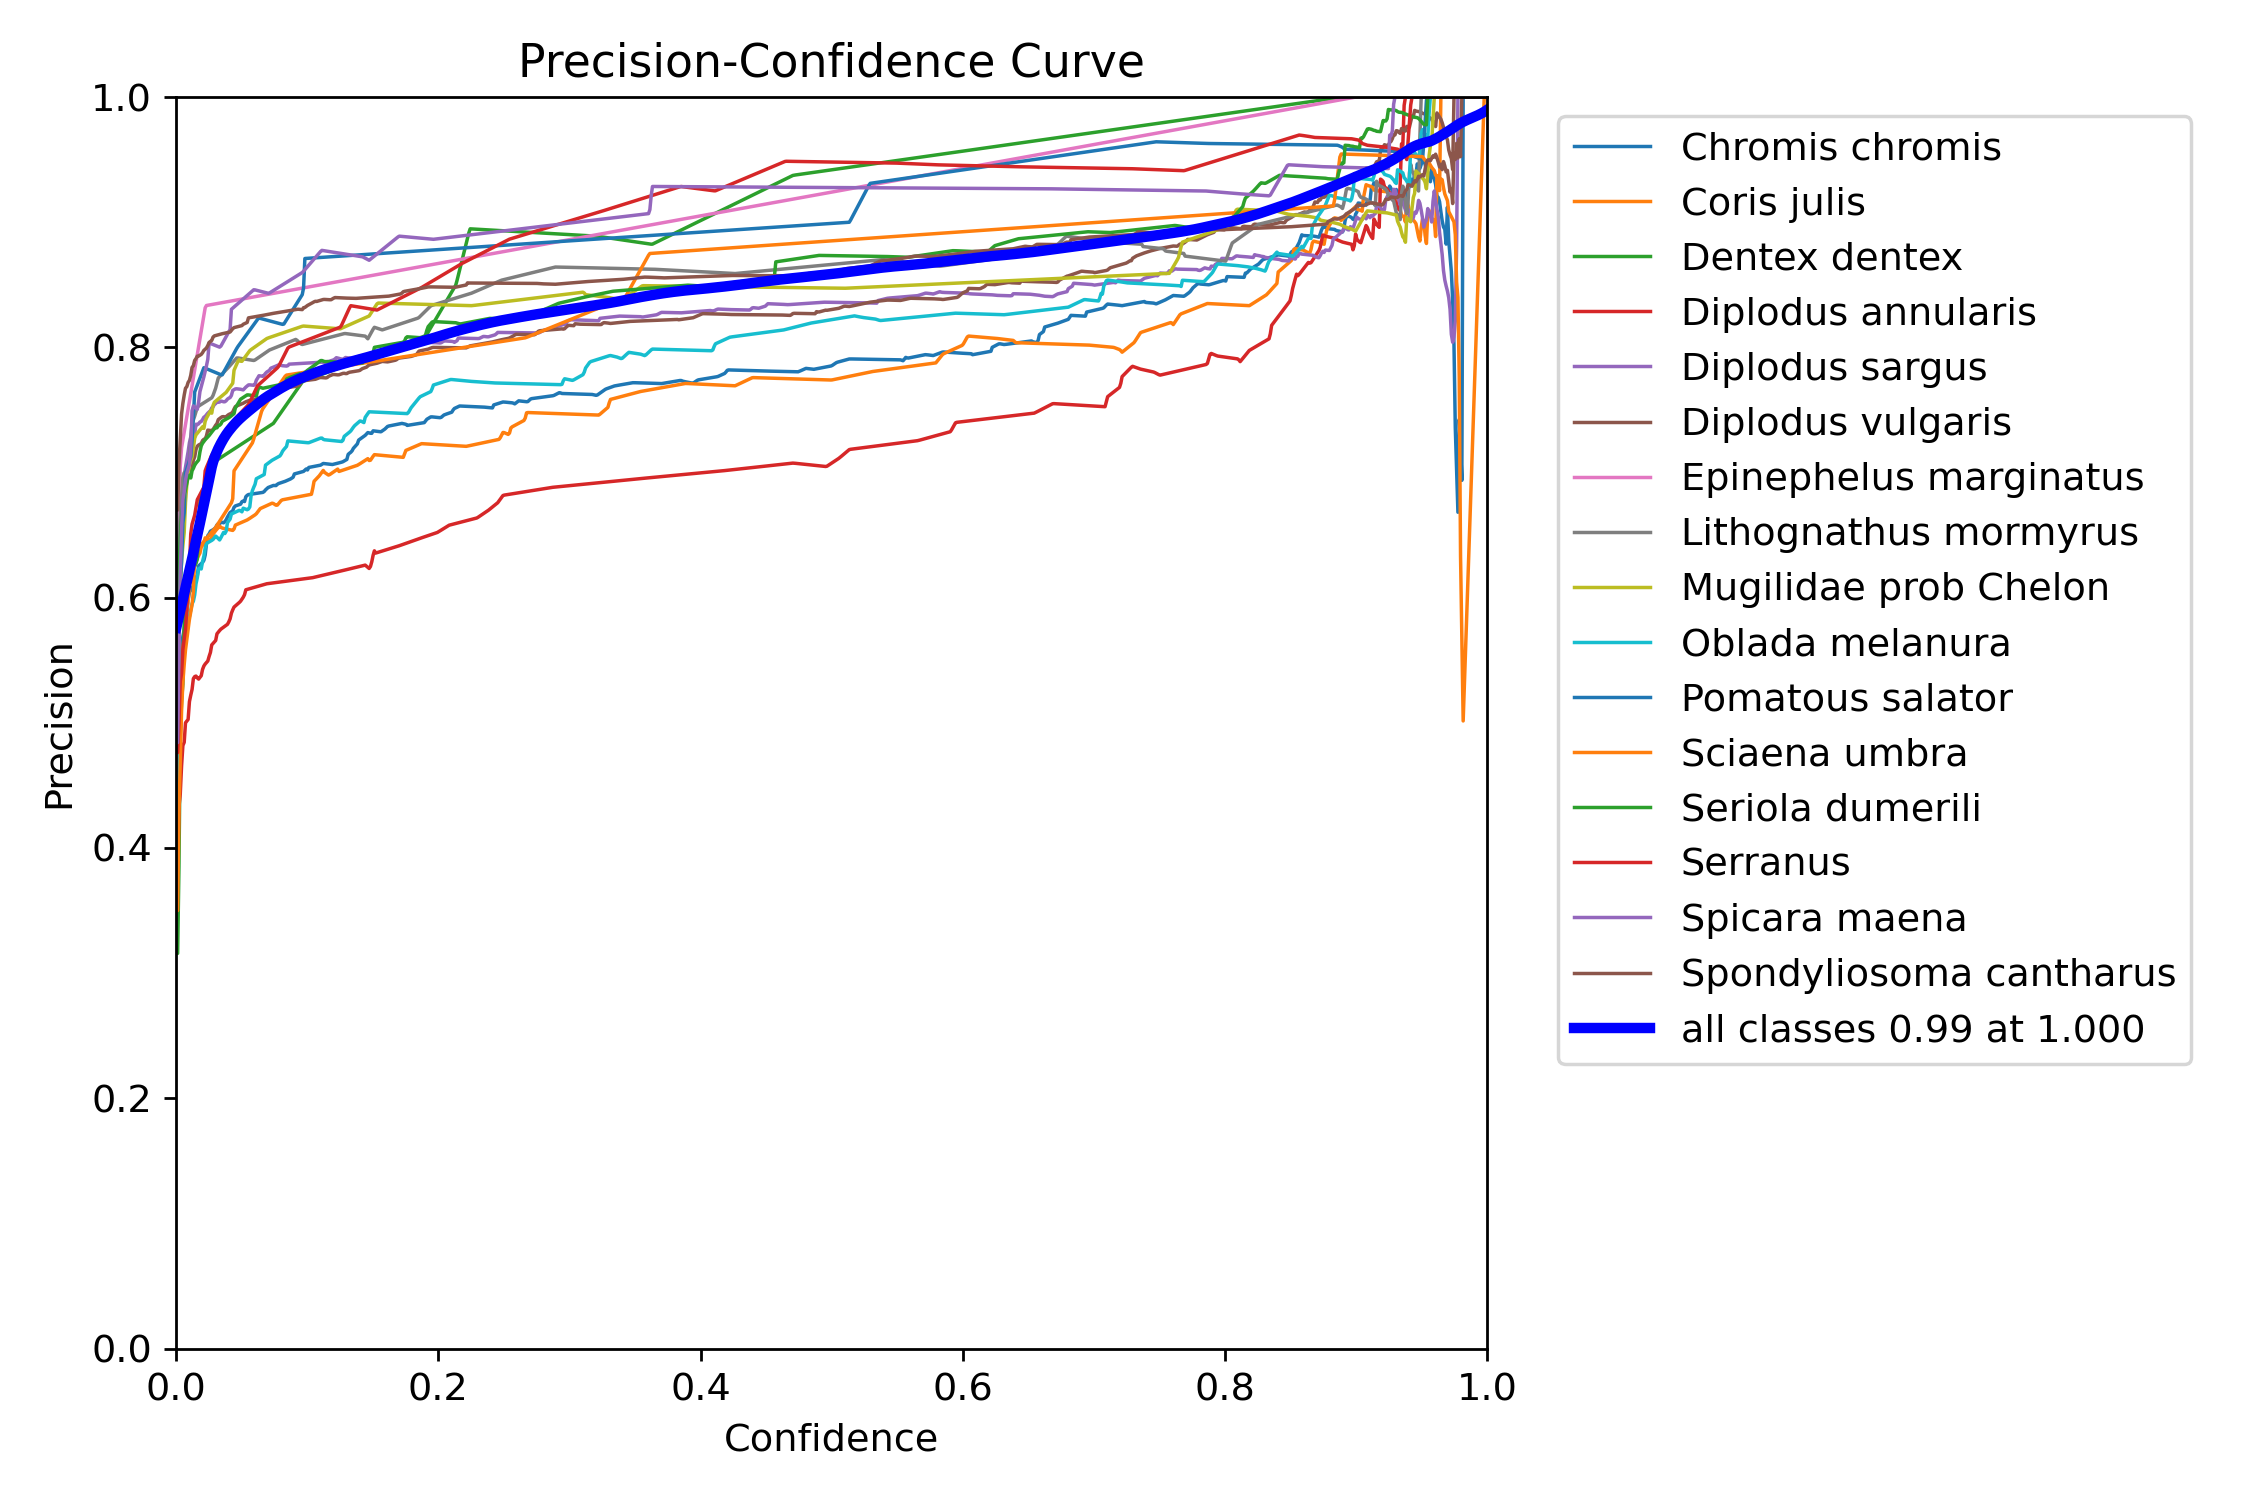 Precision-Confidence Curve
1.0
0.8
0.6
0.4
0.2
0.0
Precision
0.0 0.2 0.4 0.6 0.8 1.0
Confidence
Chromis chromis
Coris julis
Dentex dentex
Diplodus annularis
Diplodus sargus
Diplodus vulgaris
Epinephelus marginatus
Lithognathus mormyrus
Mugilidae prob Chelon
Oblada melanura
Pomatous salator
Sciaena umbra
Seriola dumerili
Serranus
Spicara maena
Spondyliosoma cantharus
all classes 0.99 at 1.000